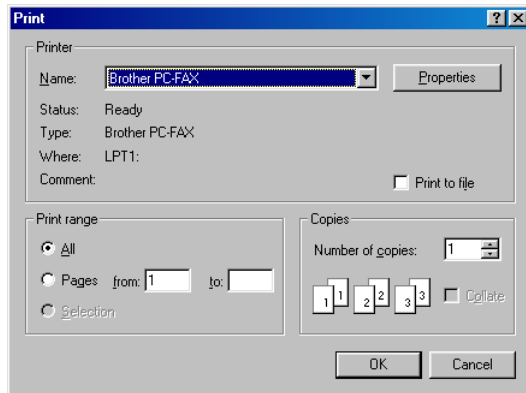 Print
Printer
Name: Brother PC-FAX Properties
Status: Ready
Type: Brother PC-FAX
Where: LPT1:
Comment: Print to file
Print range
All
Pages from: 1 to:
Selection
Copies
Number of copies: 1
1 1 2 2 3 3 Collate
OK Cancel